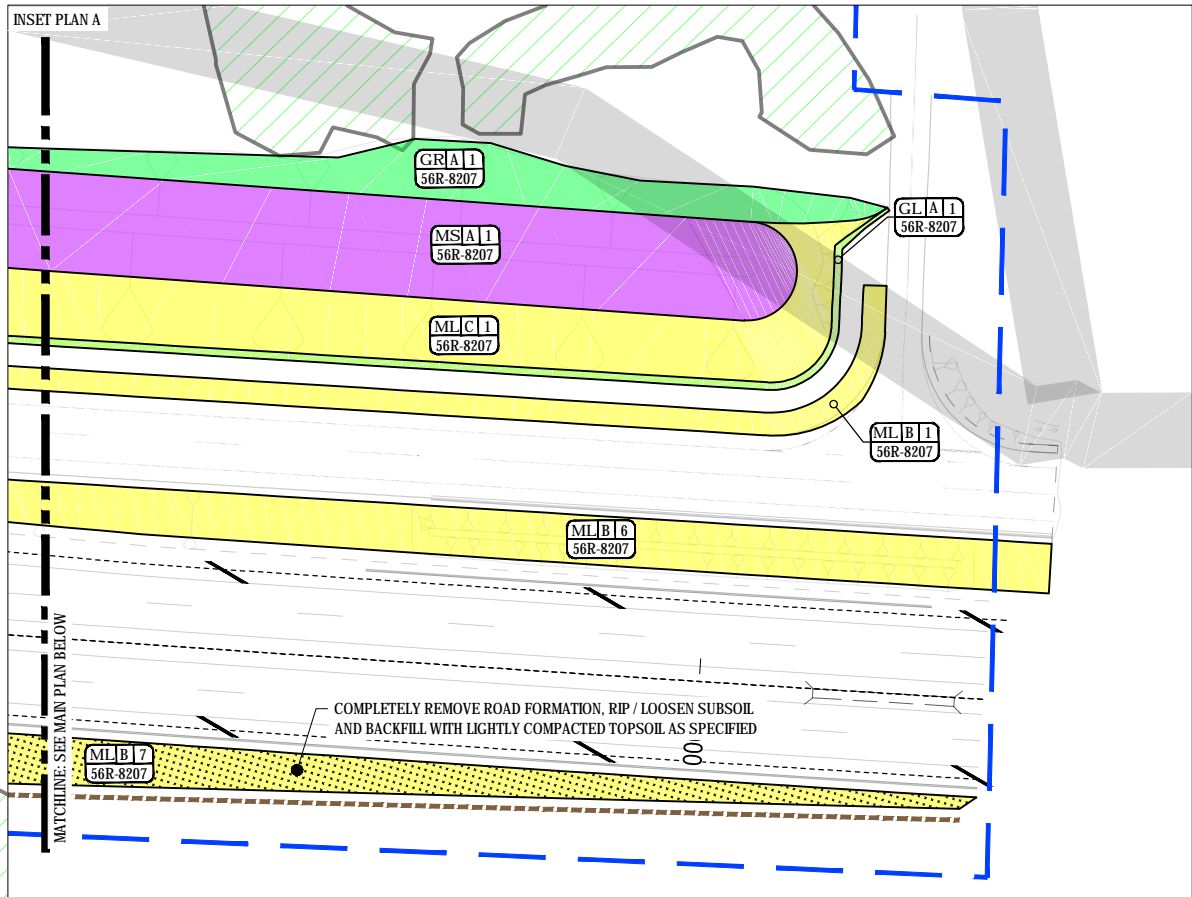 INSET PLAN A
GR A 1
56R-8207
GL A 1
56R-8207
MS A 1
56R-8207
ML C 1
56R-8207
ML B 1
56R-8207
ML B 6
56R-8207
MATCHLINE: SEE MAIN PLAN BELOW
COMPLETELY REMOVE ROAD FORMATION, RIP / LOOSEN SUBSOIL
AND BACKFILL WITH LIGHTLY COMPACTED TOPSOIL AS SPECIFIED
00
ML B 7
56R-8207